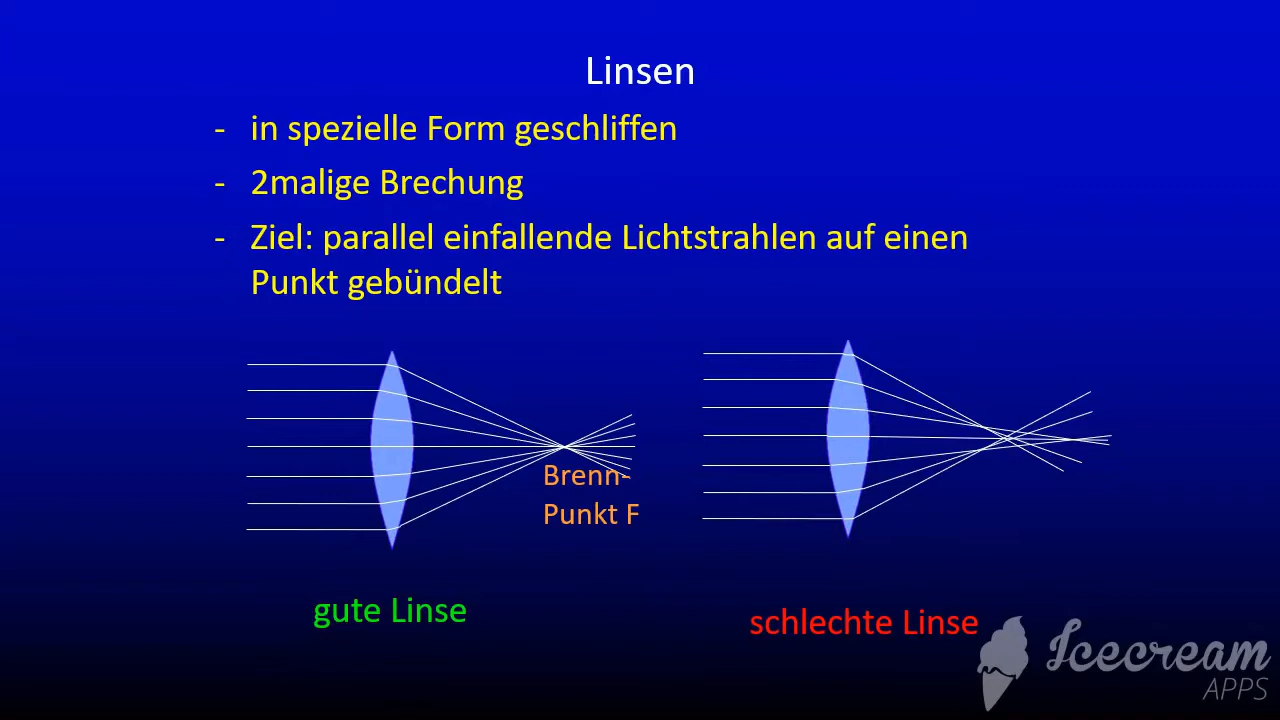 Linsen
- in spezielle Form geschliffen
- 2malige Brechung
- Ziel: parallel einfallende Lichtstrahlen auf einen
Punkt gebündelt
Brenn-
Punkt F
gute Linse
schlechte Linse
Icecream
APPS